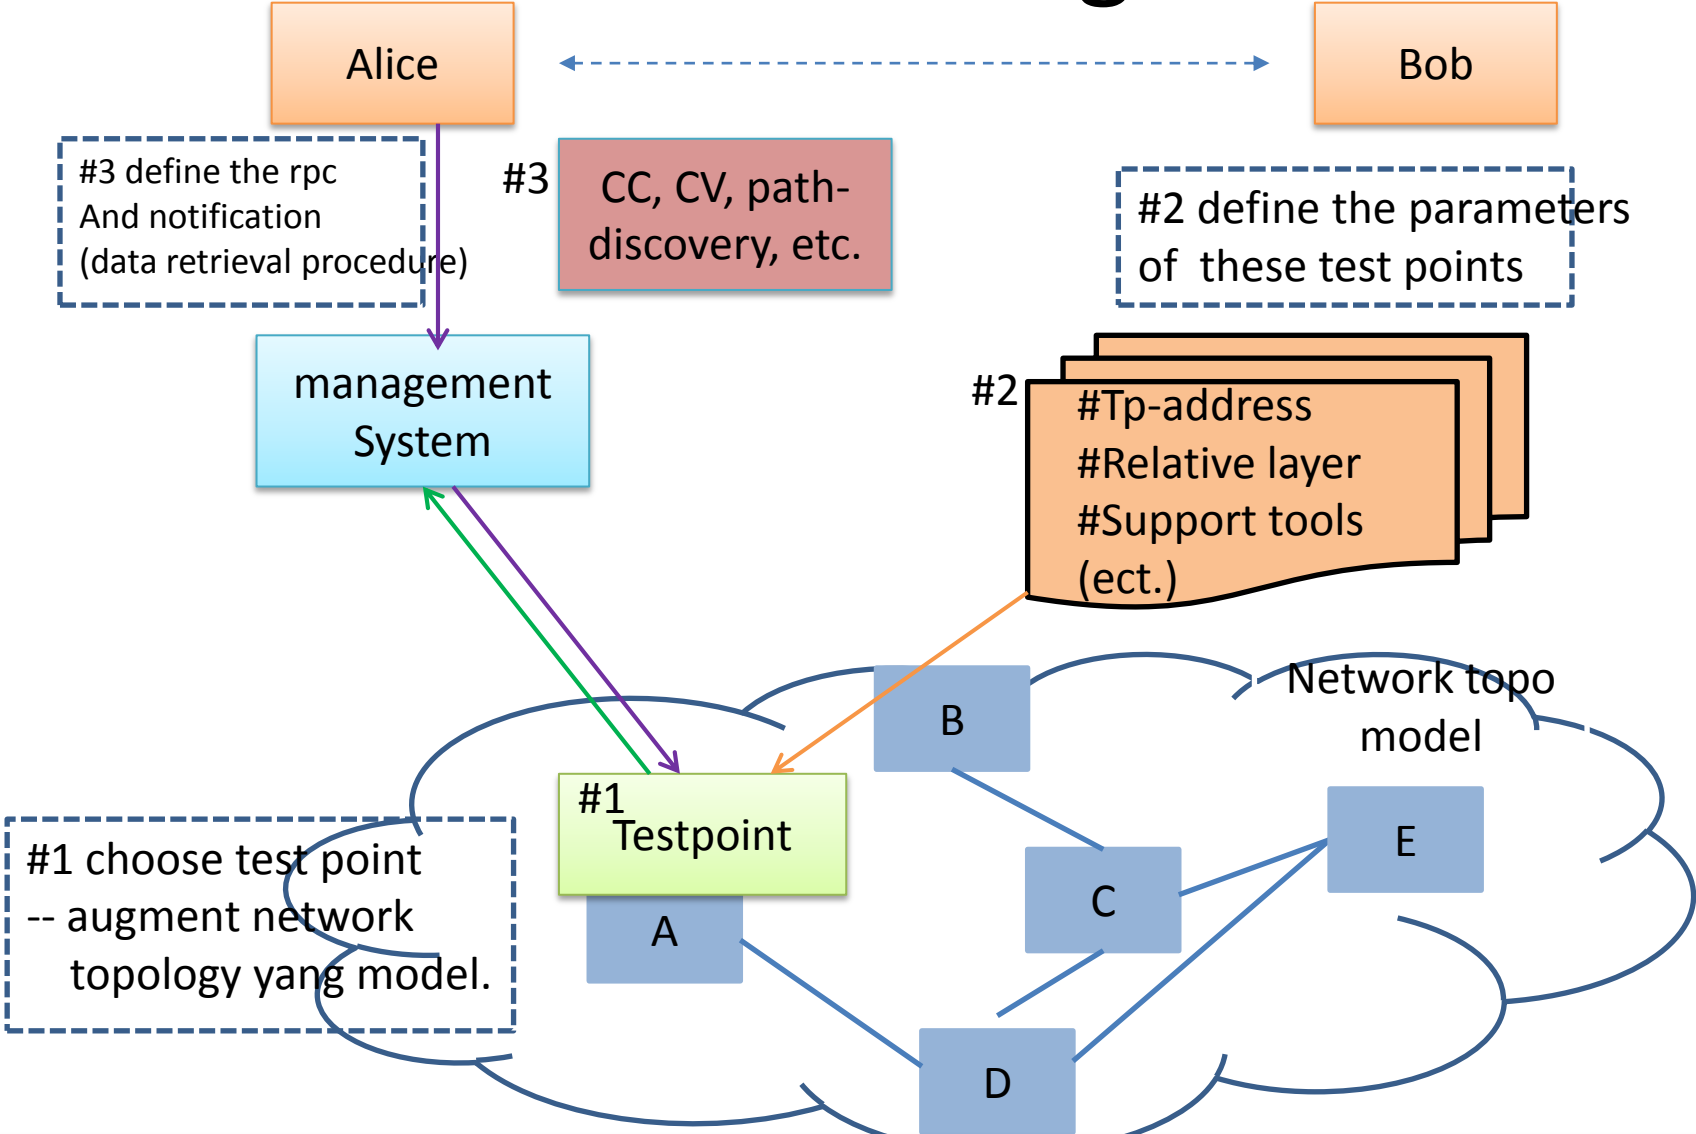 Alice
Bob
#3 define the rpc
And notification
(data retrieval procedure)
#3
CC, CV, path-
discovery, etc.
#2 define the parameters
of these test points
management
System
#2
#Tp-address
#Relative layer
#Support tools
(ect.)
Network topo
model
B
#1
Testpoint
E
#1 choose test point
-- augment network
topology yang model.
C
A
D